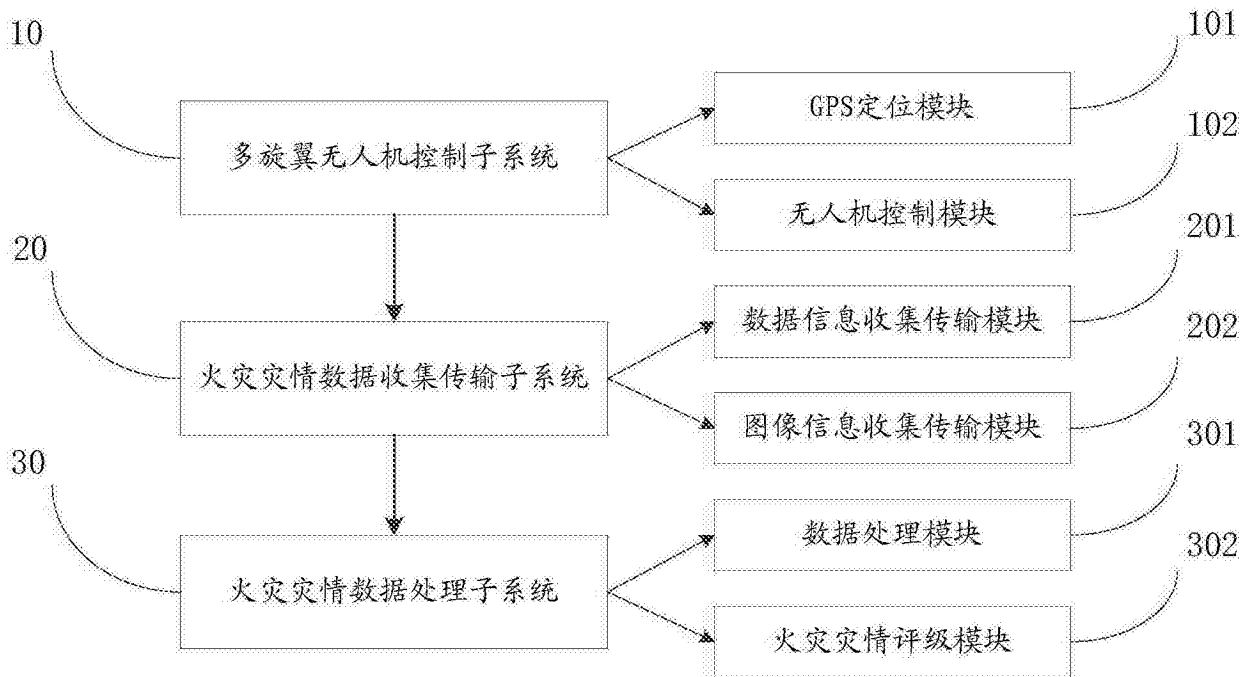 10
101
GPS定位模块
102
多旋翼无人机控制子系统
无人机控制模块
201
20
数据信息收集传输模块
202
火灾灾情数据收集传输子系统
图像信息收集传输模块
301
30
数据处理模块
302
火灾灾情数据处理子系统
火灾灾情评级模块